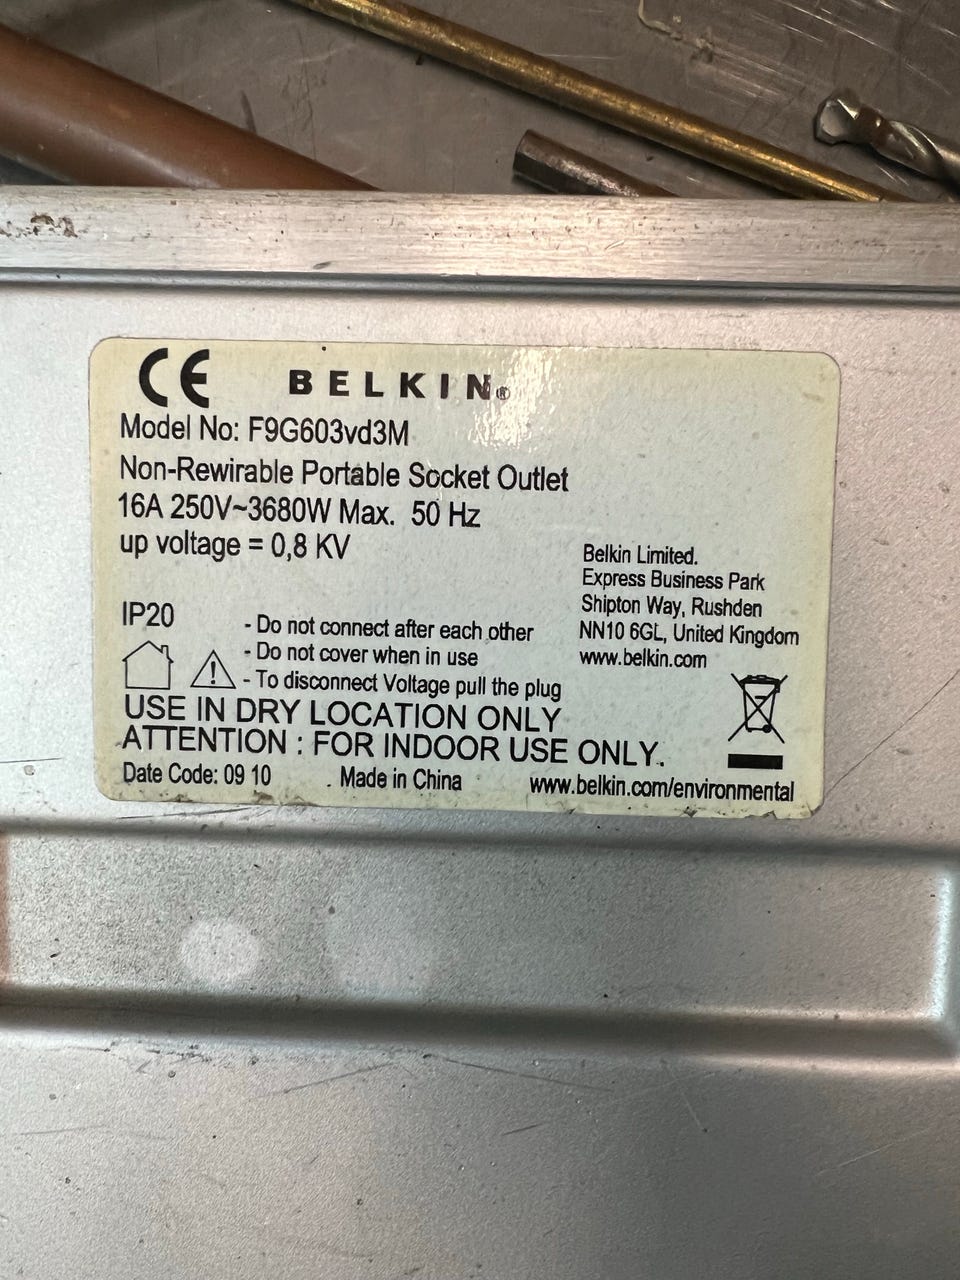 CE BELKIN®
Model No: F9G603vd3M
Non-Rewirable Portable Socket Outlet
16A 250V~3680W Max. 50 Hz
up voltage = 0,8 KV
Belkin Limited.
Express Business Park
Shipton Way, Rushden
NN10 6GL, United Kingdom
www.belkin.com
IP20
- Do not connect after each other
- Do not cover when in use
- To disconnect Voltage pull the plug
USE IN DRY LOCATION ONLY
ATTENTION : FOR INDOOR USE ONLY.
Date Code: 09 10 Made in China www.belkin.com/environmental